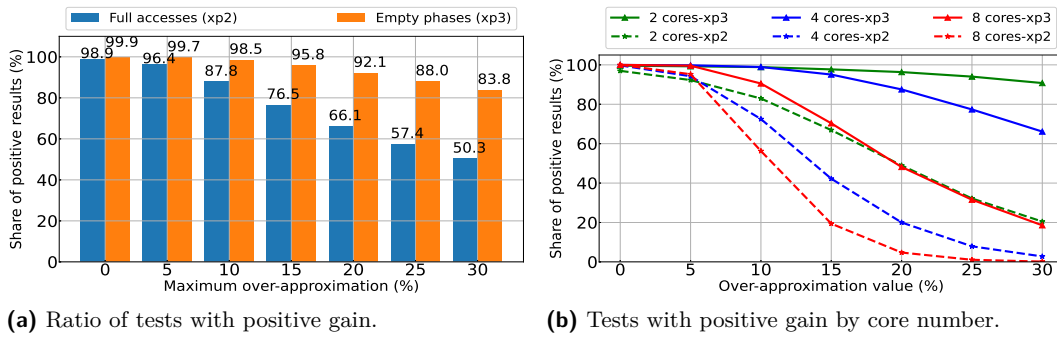 Full accesses (xp2) Empty phases (xp3)
Share of positive results (%)
100
80
60
40
20
0
98.9 99.9
96.4 99.7
87.8 98.5
76.5 95.8
66.1 92.1
57.4 88.0
50.3 83.8
0 5 10 15 20 25 30
Maximum over-approximation (%)
(a) Ratio of tests with positive gain.
2 cores-xp3 4 cores-xp3 8 cores-xp3
2 cores-xp2 4 cores-xp2 8 cores-xp2
Share of positive results (%)
100
80
60
40
20
0
0 5 10 15 20 25 30
Over-approximation value (%)
(b) Tests with positive gain by core number.